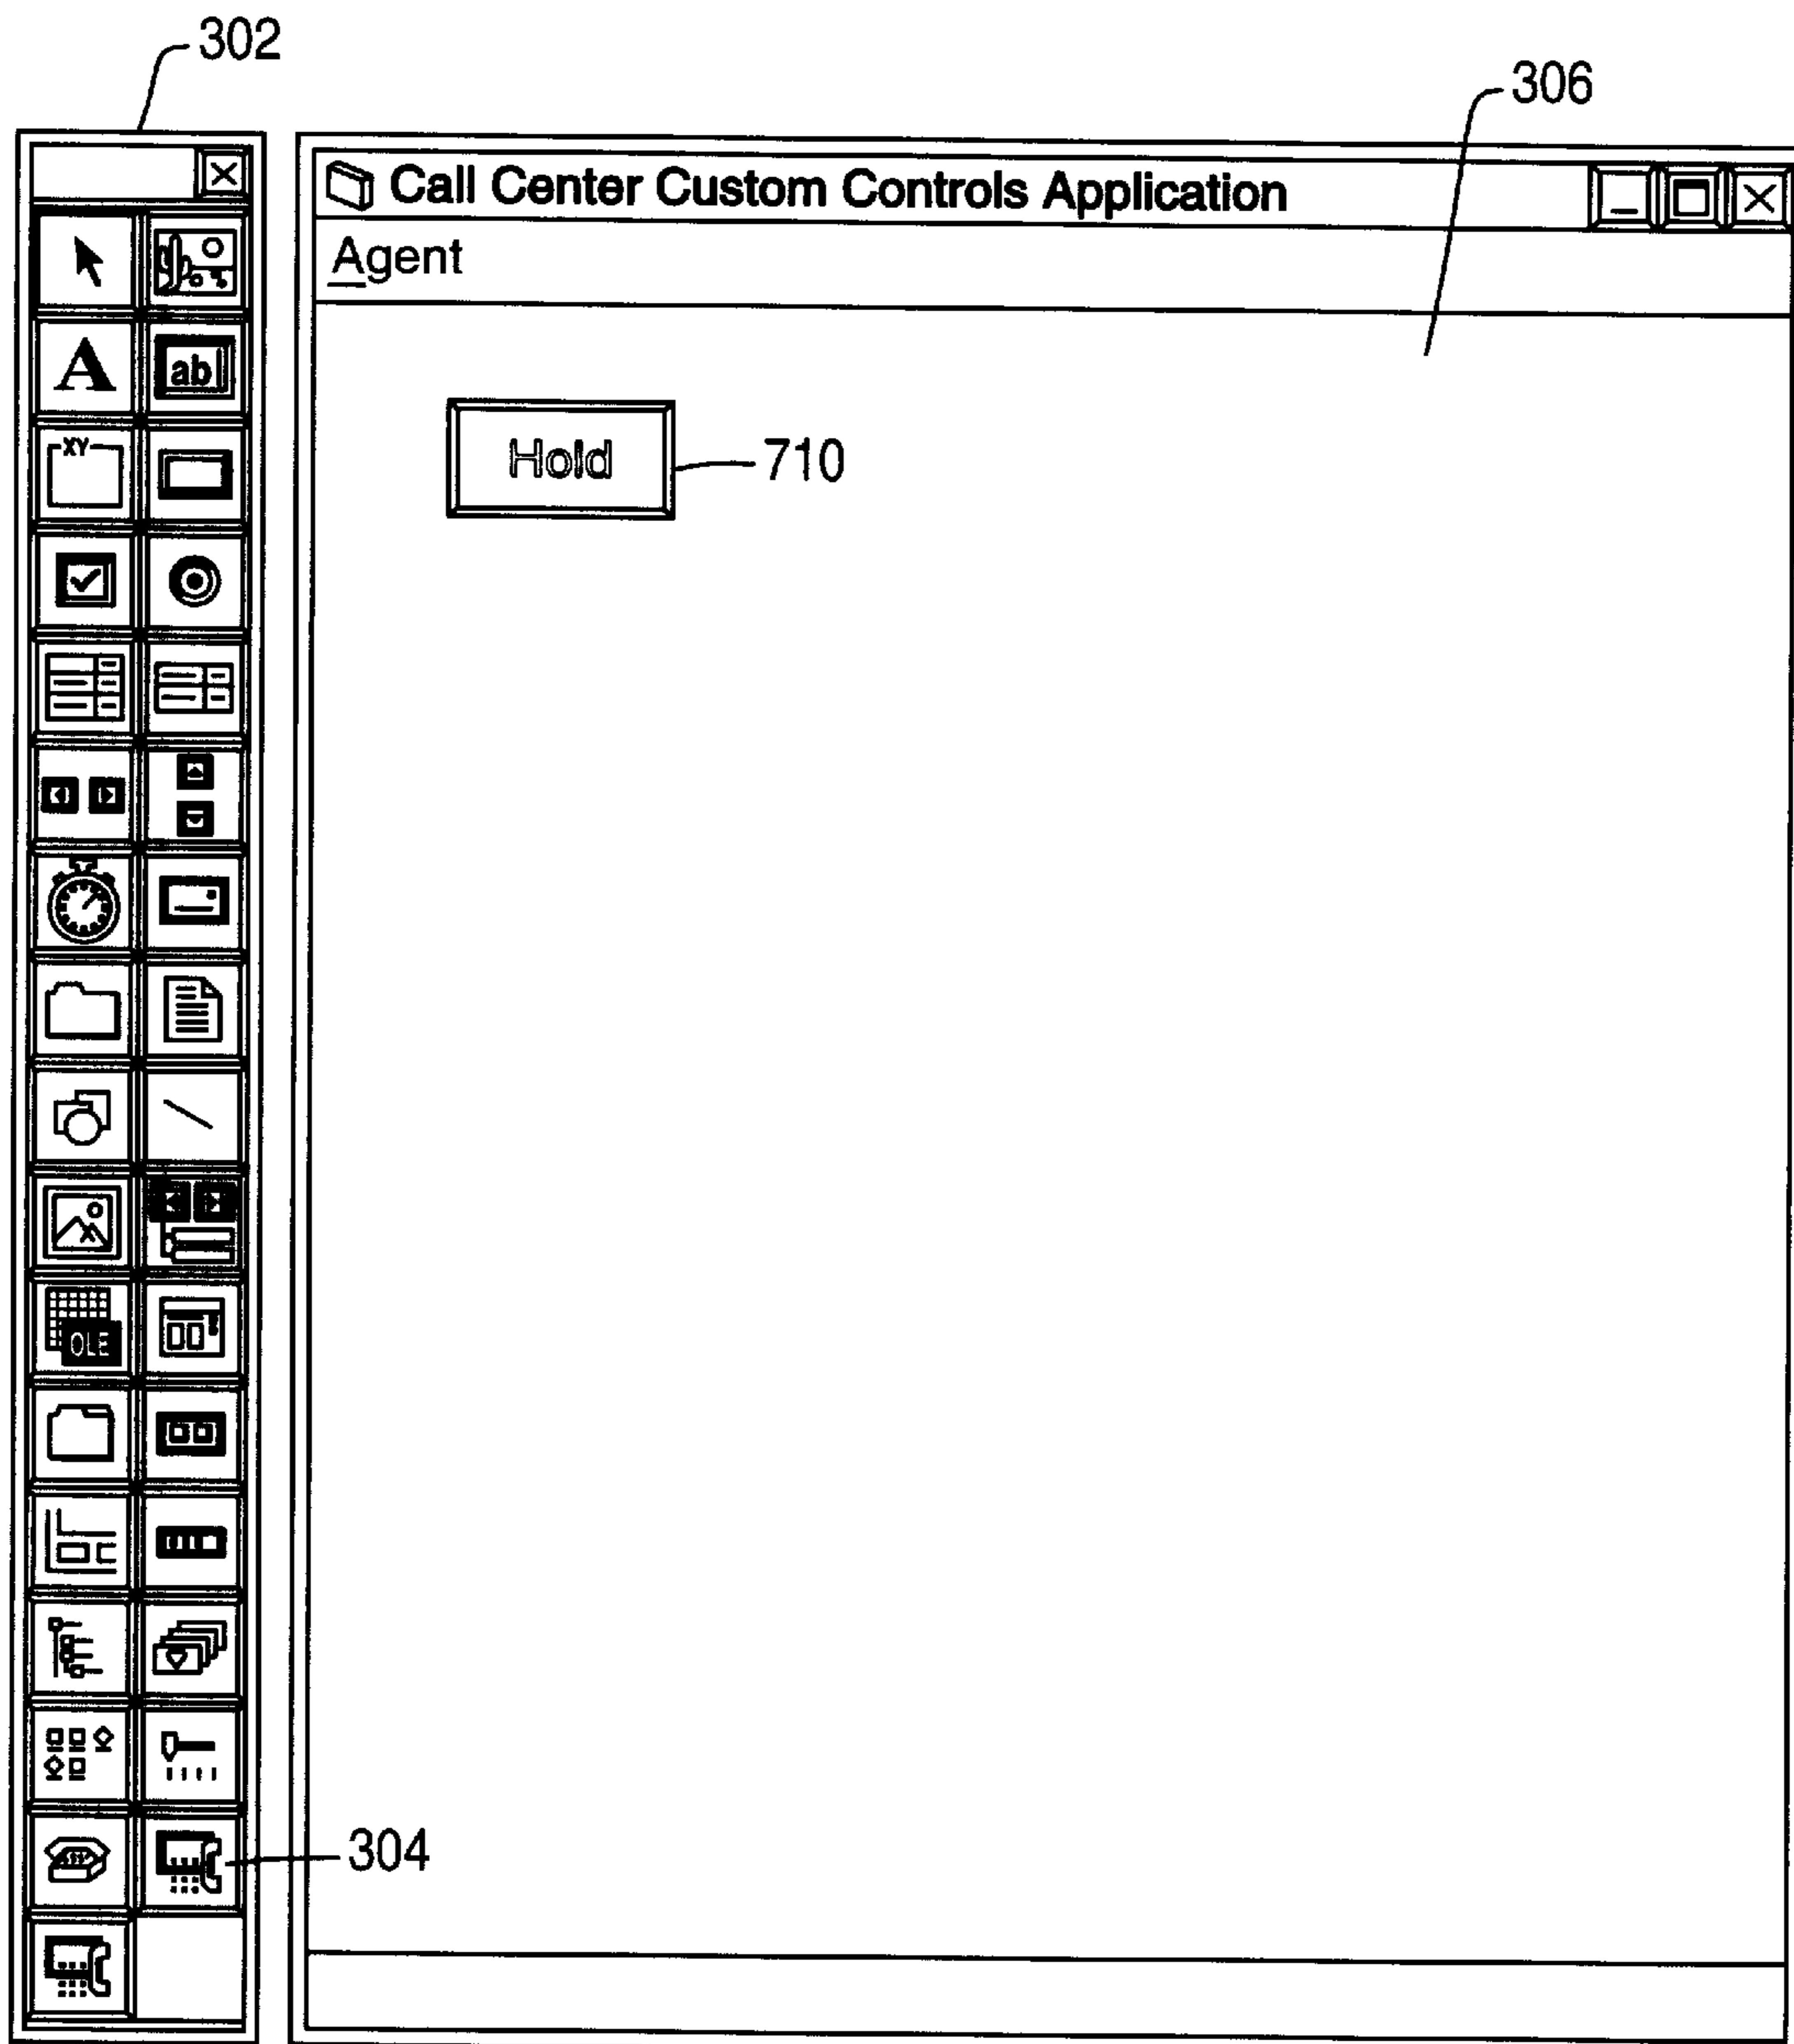 302
306
Call Center Custom Controls Application
Agent
A
ab
XY
Hold
710
OLE
304